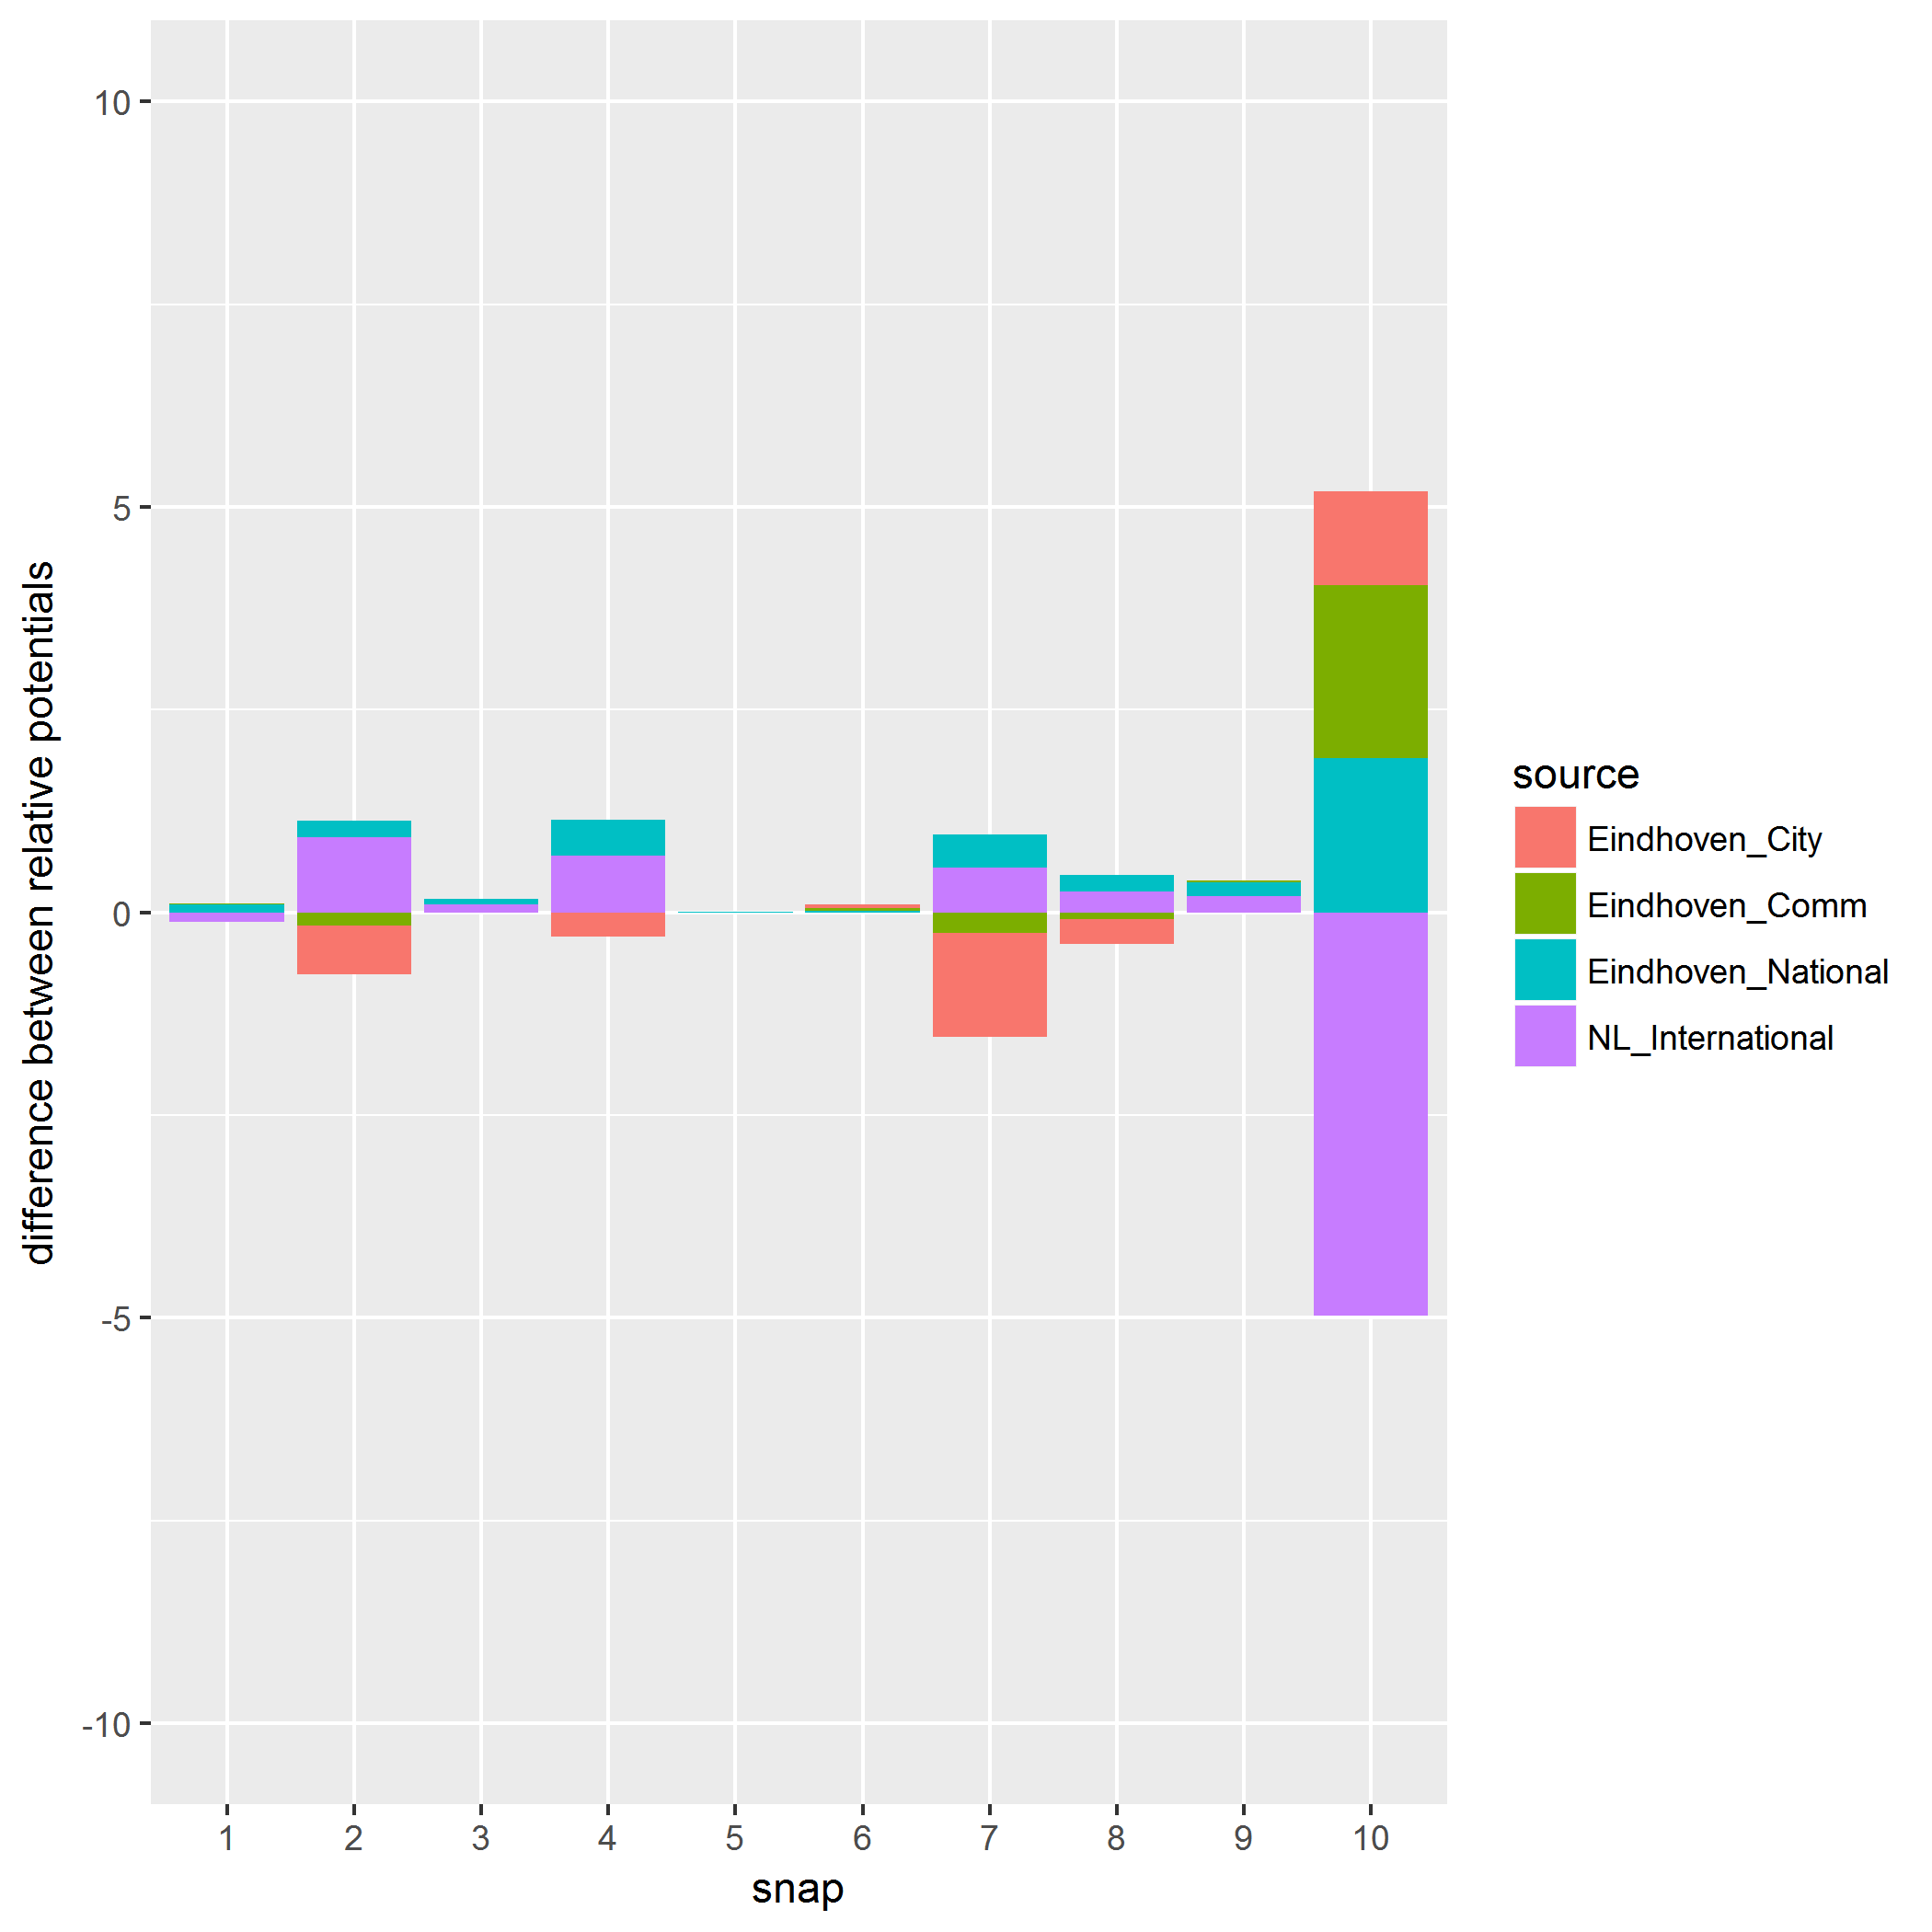 difference between relative potentials
10
5
0
-5
-10
1 2 3 4 5 6 7 8 9 10
snap
source
Eindhoven_City
Eindhoven_Comm
Eindhoven_National
NL_International